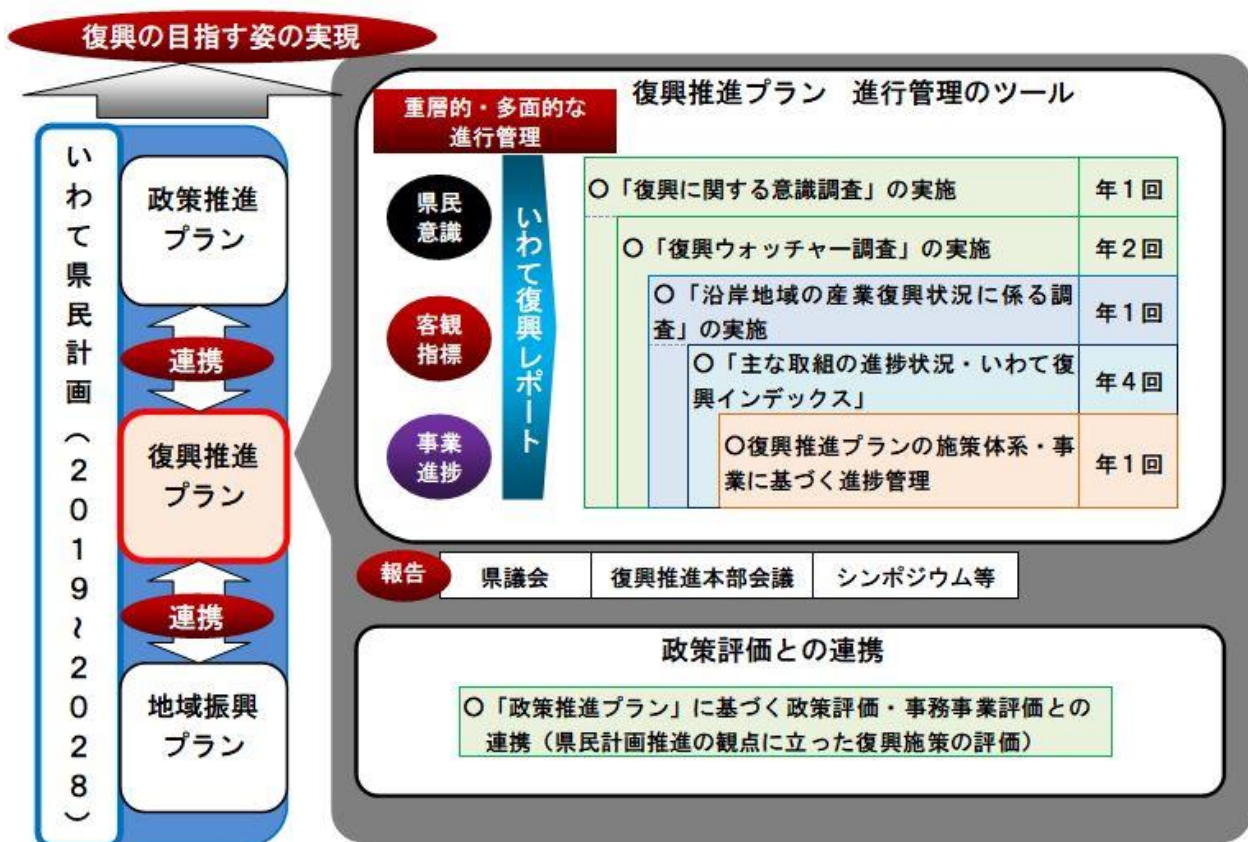 復興の目指す姿の実現
いわて県民計画（2019~2028）
政策推進
プラン
連携
復興推進
プラン
連携
地域振興
プラン
復興推進プラン　進行管理のツール
重層的・多面的な
進行管理
県民
意識
客観
指標
事業
進捗
いわて復興レポート
〇「復興に関する意識調査」の実施 年１回
〇「復興ウォッチャー調査」の実施 年２回
〇「沿岸地域の産業復興状況に係る調
査」の実施 年１回
〇「主な取組の進捗状況・いわて復
興インデックス」 年４回
〇復興推進プランの施策体系・事
業に基づく進捗管理 年１回
報告 県議会 復興推進本部会議 シンポジウム等
政策評価との連携
〇「政策推進プラン」に基づく政策評価・事務事業評価との
連携（県民計画推進の観点に立った復興施策の評価）